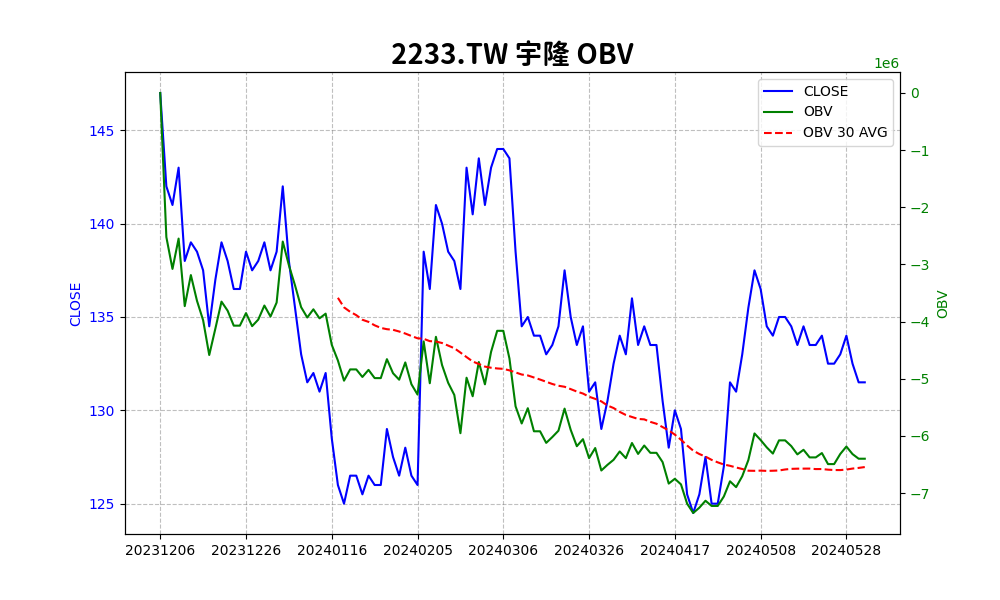 2233.TW 宇隆 OBV
1e6
CLOSE
OBV
OBV 30 AVG
145
140
135
130
125
CLOSE
0
−1
−2
−3
−4
−5
−6
−7
OBV
20231206 20231226 20240116 20240205 20240306 20240326 20240417 20240508 20240528